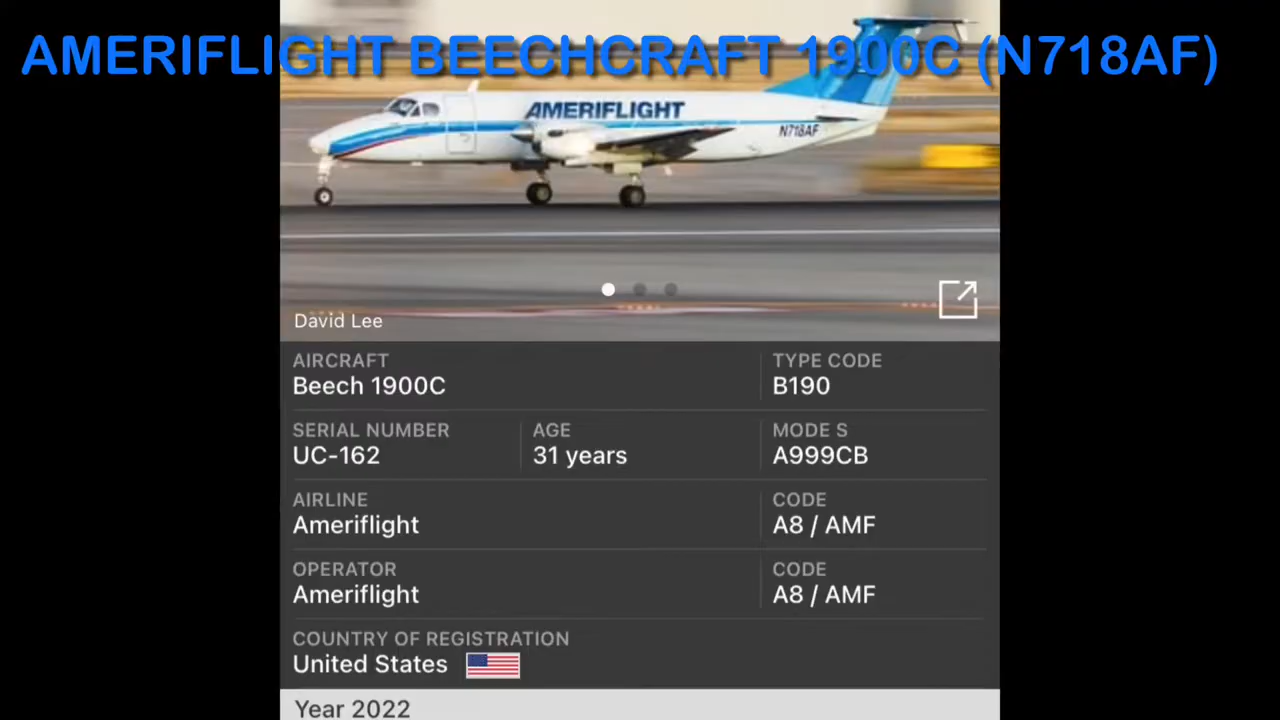 AMERIFLIGHT BEECHCRAFT 1900C (N718AF)
AMERIFLIGHT
N718AF
David Lee
AIRCRAFT
Beech 1900C
TYPE CODE
B190
SERIAL NUMBER
UC-162
AGE
31 years
MODE S
A999CB
AIRLINE
Ameriflight
CODE
A8 / AMF
OPERATOR
Ameriflight
CODE
A8 / AMF
COUNTRY OF REGISTRATION
United States
Year 2022